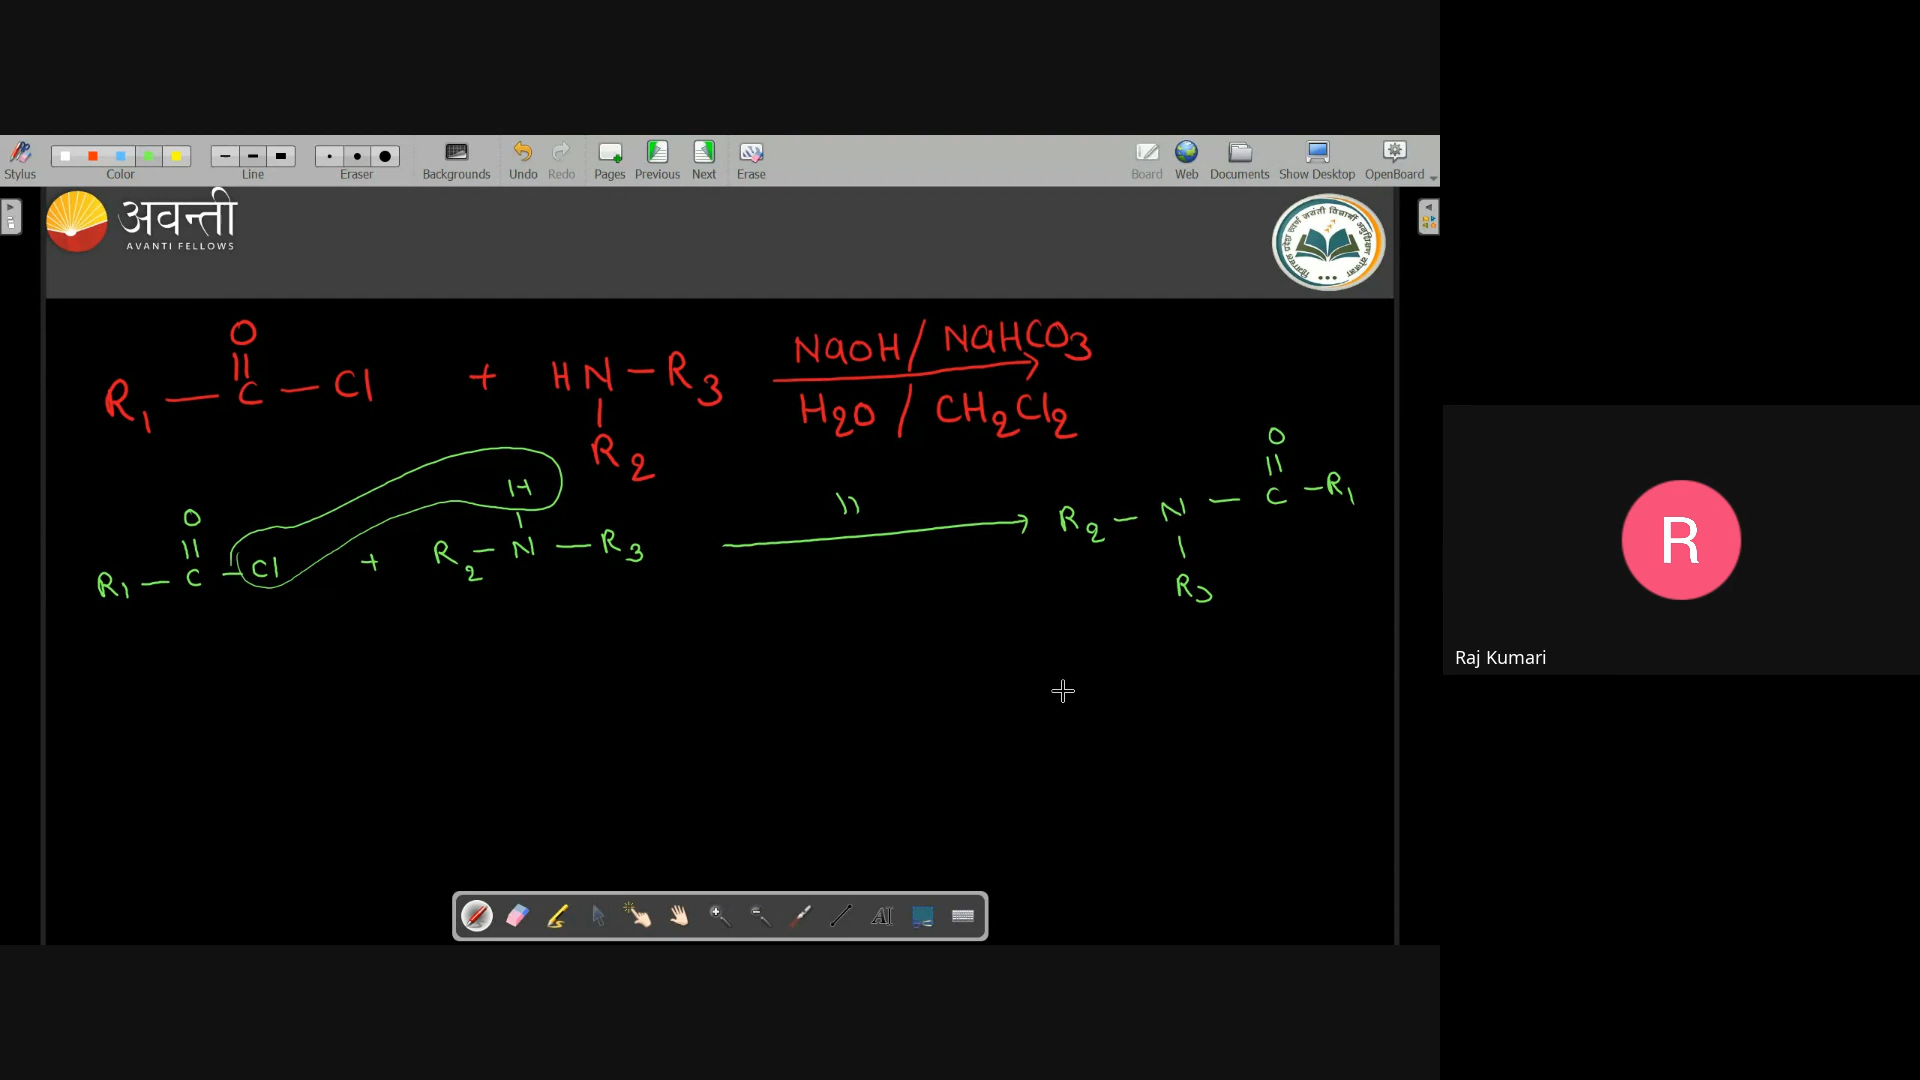 Stylus
Color
Line
Eraser
Backgrounds
Undo
Redo
Pages
Previous
Next
Erase
Board
Web
Documents
Show Desktop
OpenBoard
अवन्ती
AVANTI FELLOWS
O
||
R₁ — C — Cl + HN — R₃
|
R₂
NaOH / NaHCO₃
H₂O / CH₂Cl₂
O
||
R₁ — C — Cl + R₂ — N — R₃
H
|
"
O
||
R₂ — N — C — R₁
|
R₃
AI
R
Raj Kumari